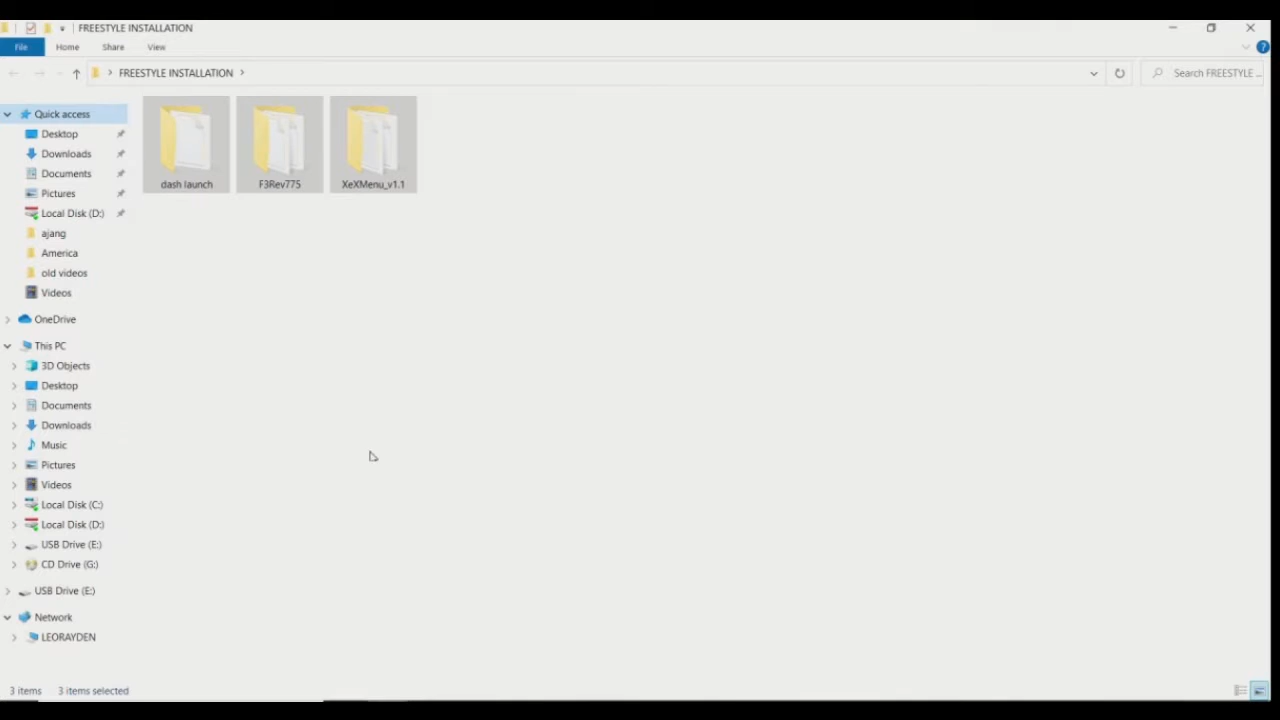 FREESTYLE INSTALLATION
File Home Share View
FREESTYLE INSTALLATION
Search FREESTYLE ...
Quick access
Desktop
Downloads
Documents
Pictures
Local Disk (D:)
ajang
America
old videos
Videos
OneDrive
This PC
3D Objects
Desktop
Documents
Downloads
Music
Pictures
Videos
Local Disk (C:)
Local Disk (D:)
USB Drive (E:)
CD Drive (G:)
USB Drive (E:)
Network
LEORAYDEN
dash launch F3Rev775 XeXMenu_v1.1
3 items 3 items selected